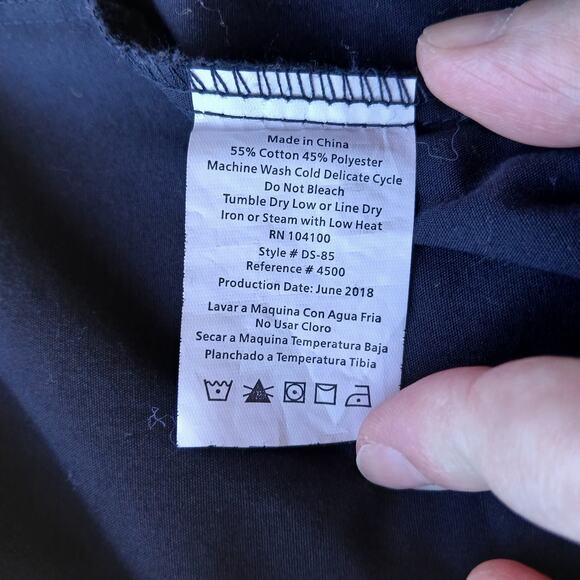 Made in China
55% Cotton 45% Polyester
Machine Wash Cold Delicate Cycle
Do Not Bleach
Tumble Dry Low or Line Dry
Iron or Steam with Low Heat
RN 104100
Style # DS-85
Reference # 4500
Production Date: June 2018
Lavar a Maquina Con Agua Fria
No Usar Cloro
Secar a Maquina Temperatura Baja
Planchado a Temperatura Tibia